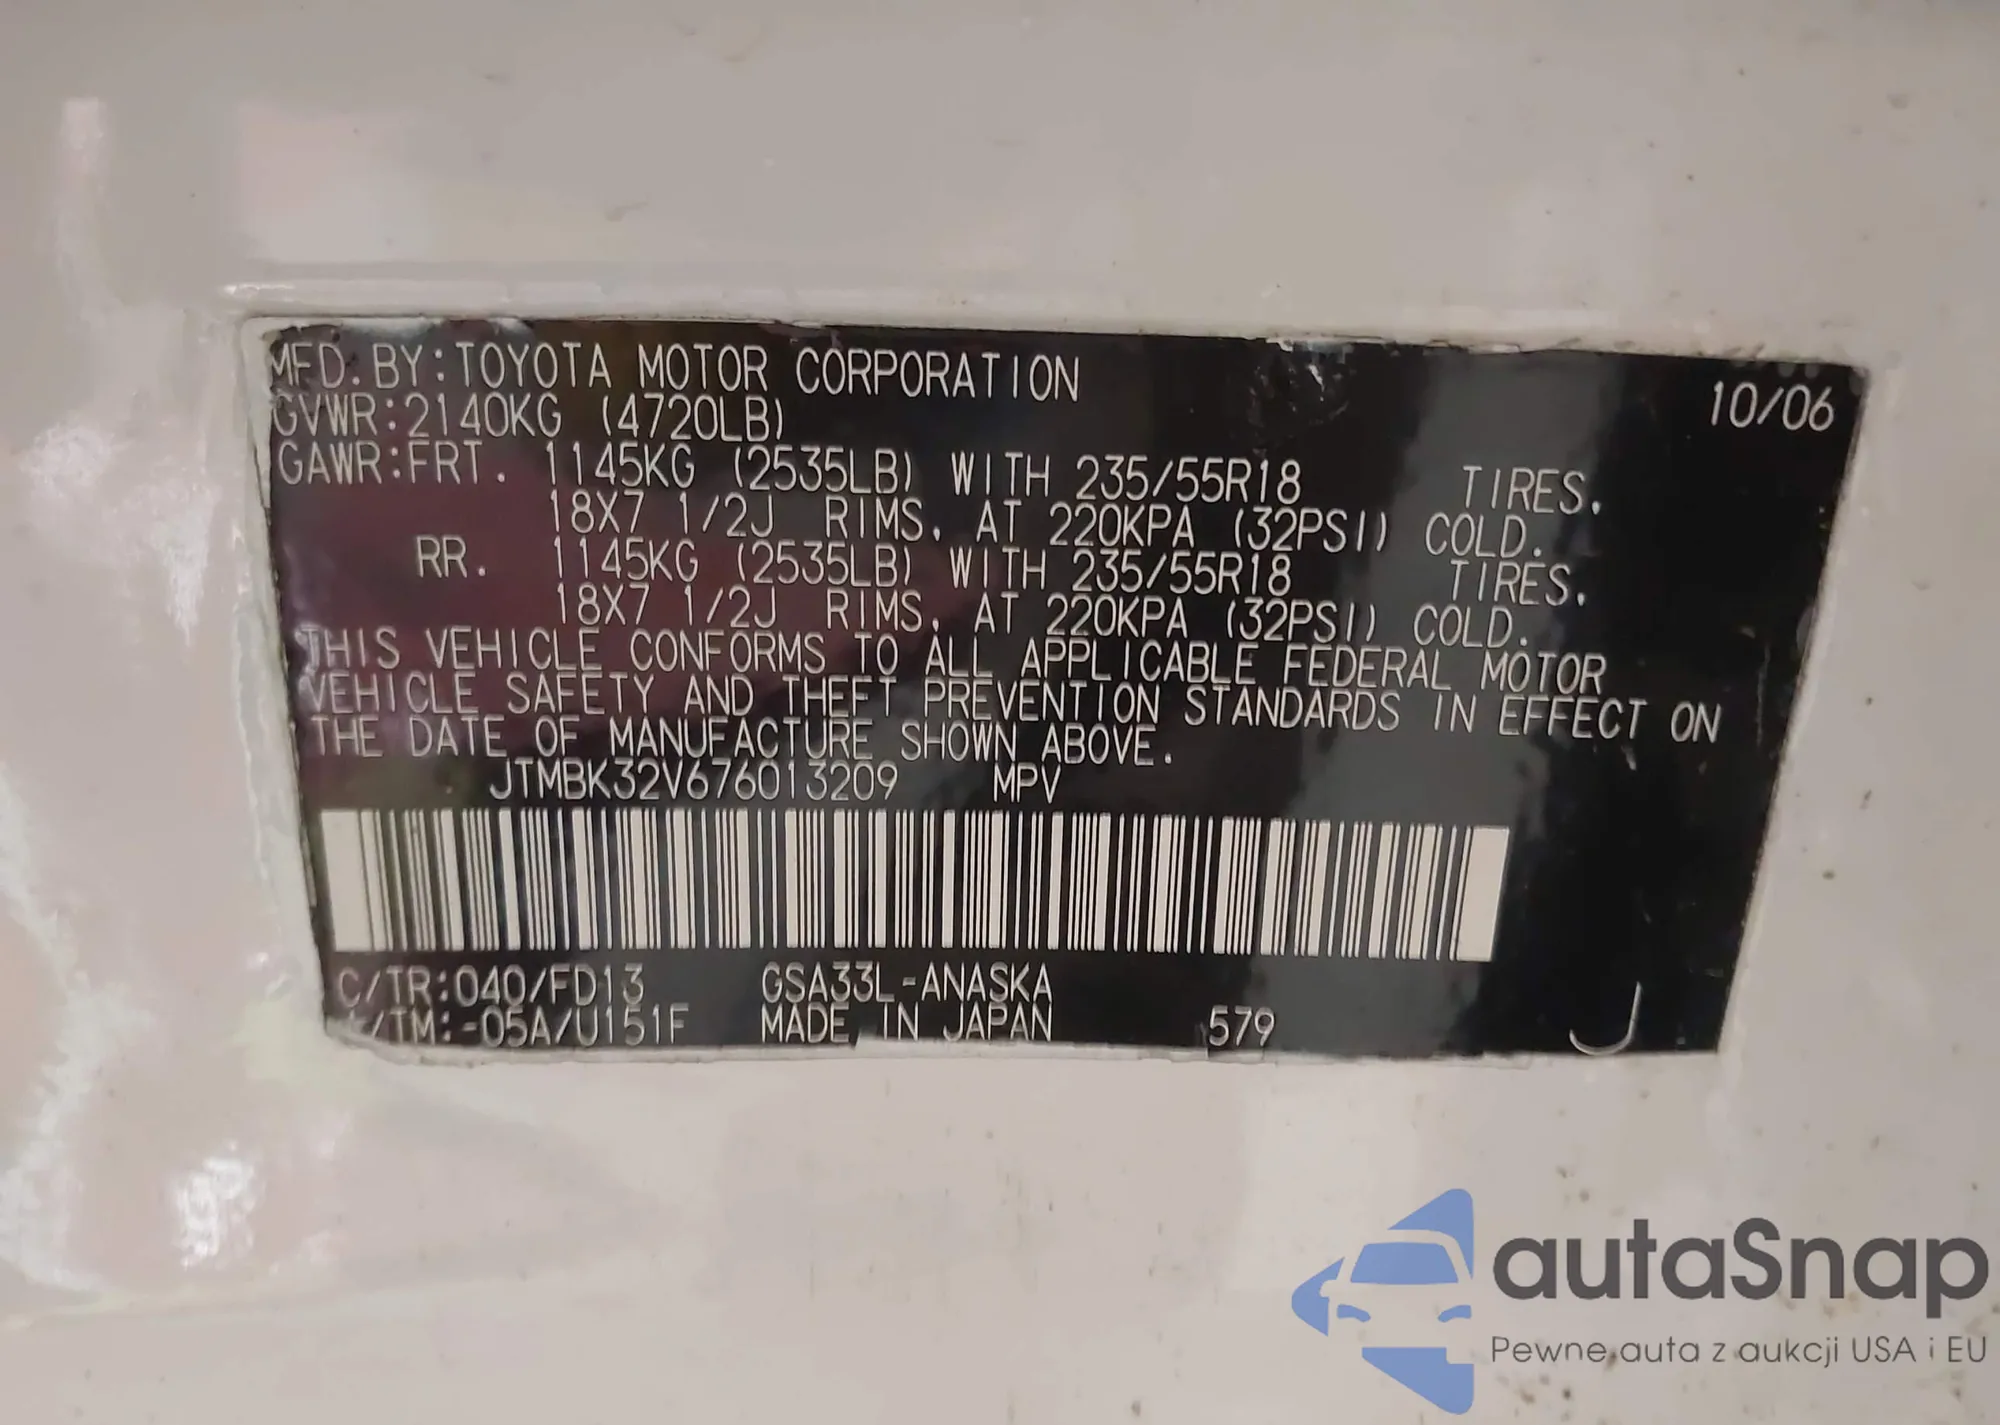 MFD. BY: TOYOTA MOTOR CORPORATION 10/06
GVWR: 2140KG (4720LB)
GAWR: FRT. 1145KG (2535LB) WITH 235/55R18 TIRES.
18X7 1/2J RIMS, AT 220KPA (32PSI) COLD.
RR. 1145KG (2535LB) WITH 235/55R18 TIRES,
18X7 1/2J RIMS, AT 220KPA (32PSI) COLD.
THIS VEHICLE CONFORMS TO ALL APPLICABLE FEDERAL MOTOR
VEHICLE SAFETY AND THEFT PREVENTION STANDARDS IN EFFECT ON
THE DATE OF MANUFACTURE SHOWN ABOVE.
JTMBK32V676013209 MPV
C/TR: 040/FD13 GSA33L-ANASKA
/TM: -05A/U151F MADE IN JAPAN 579 J
autaSnap
Pewne auta z aukcji USA i EU